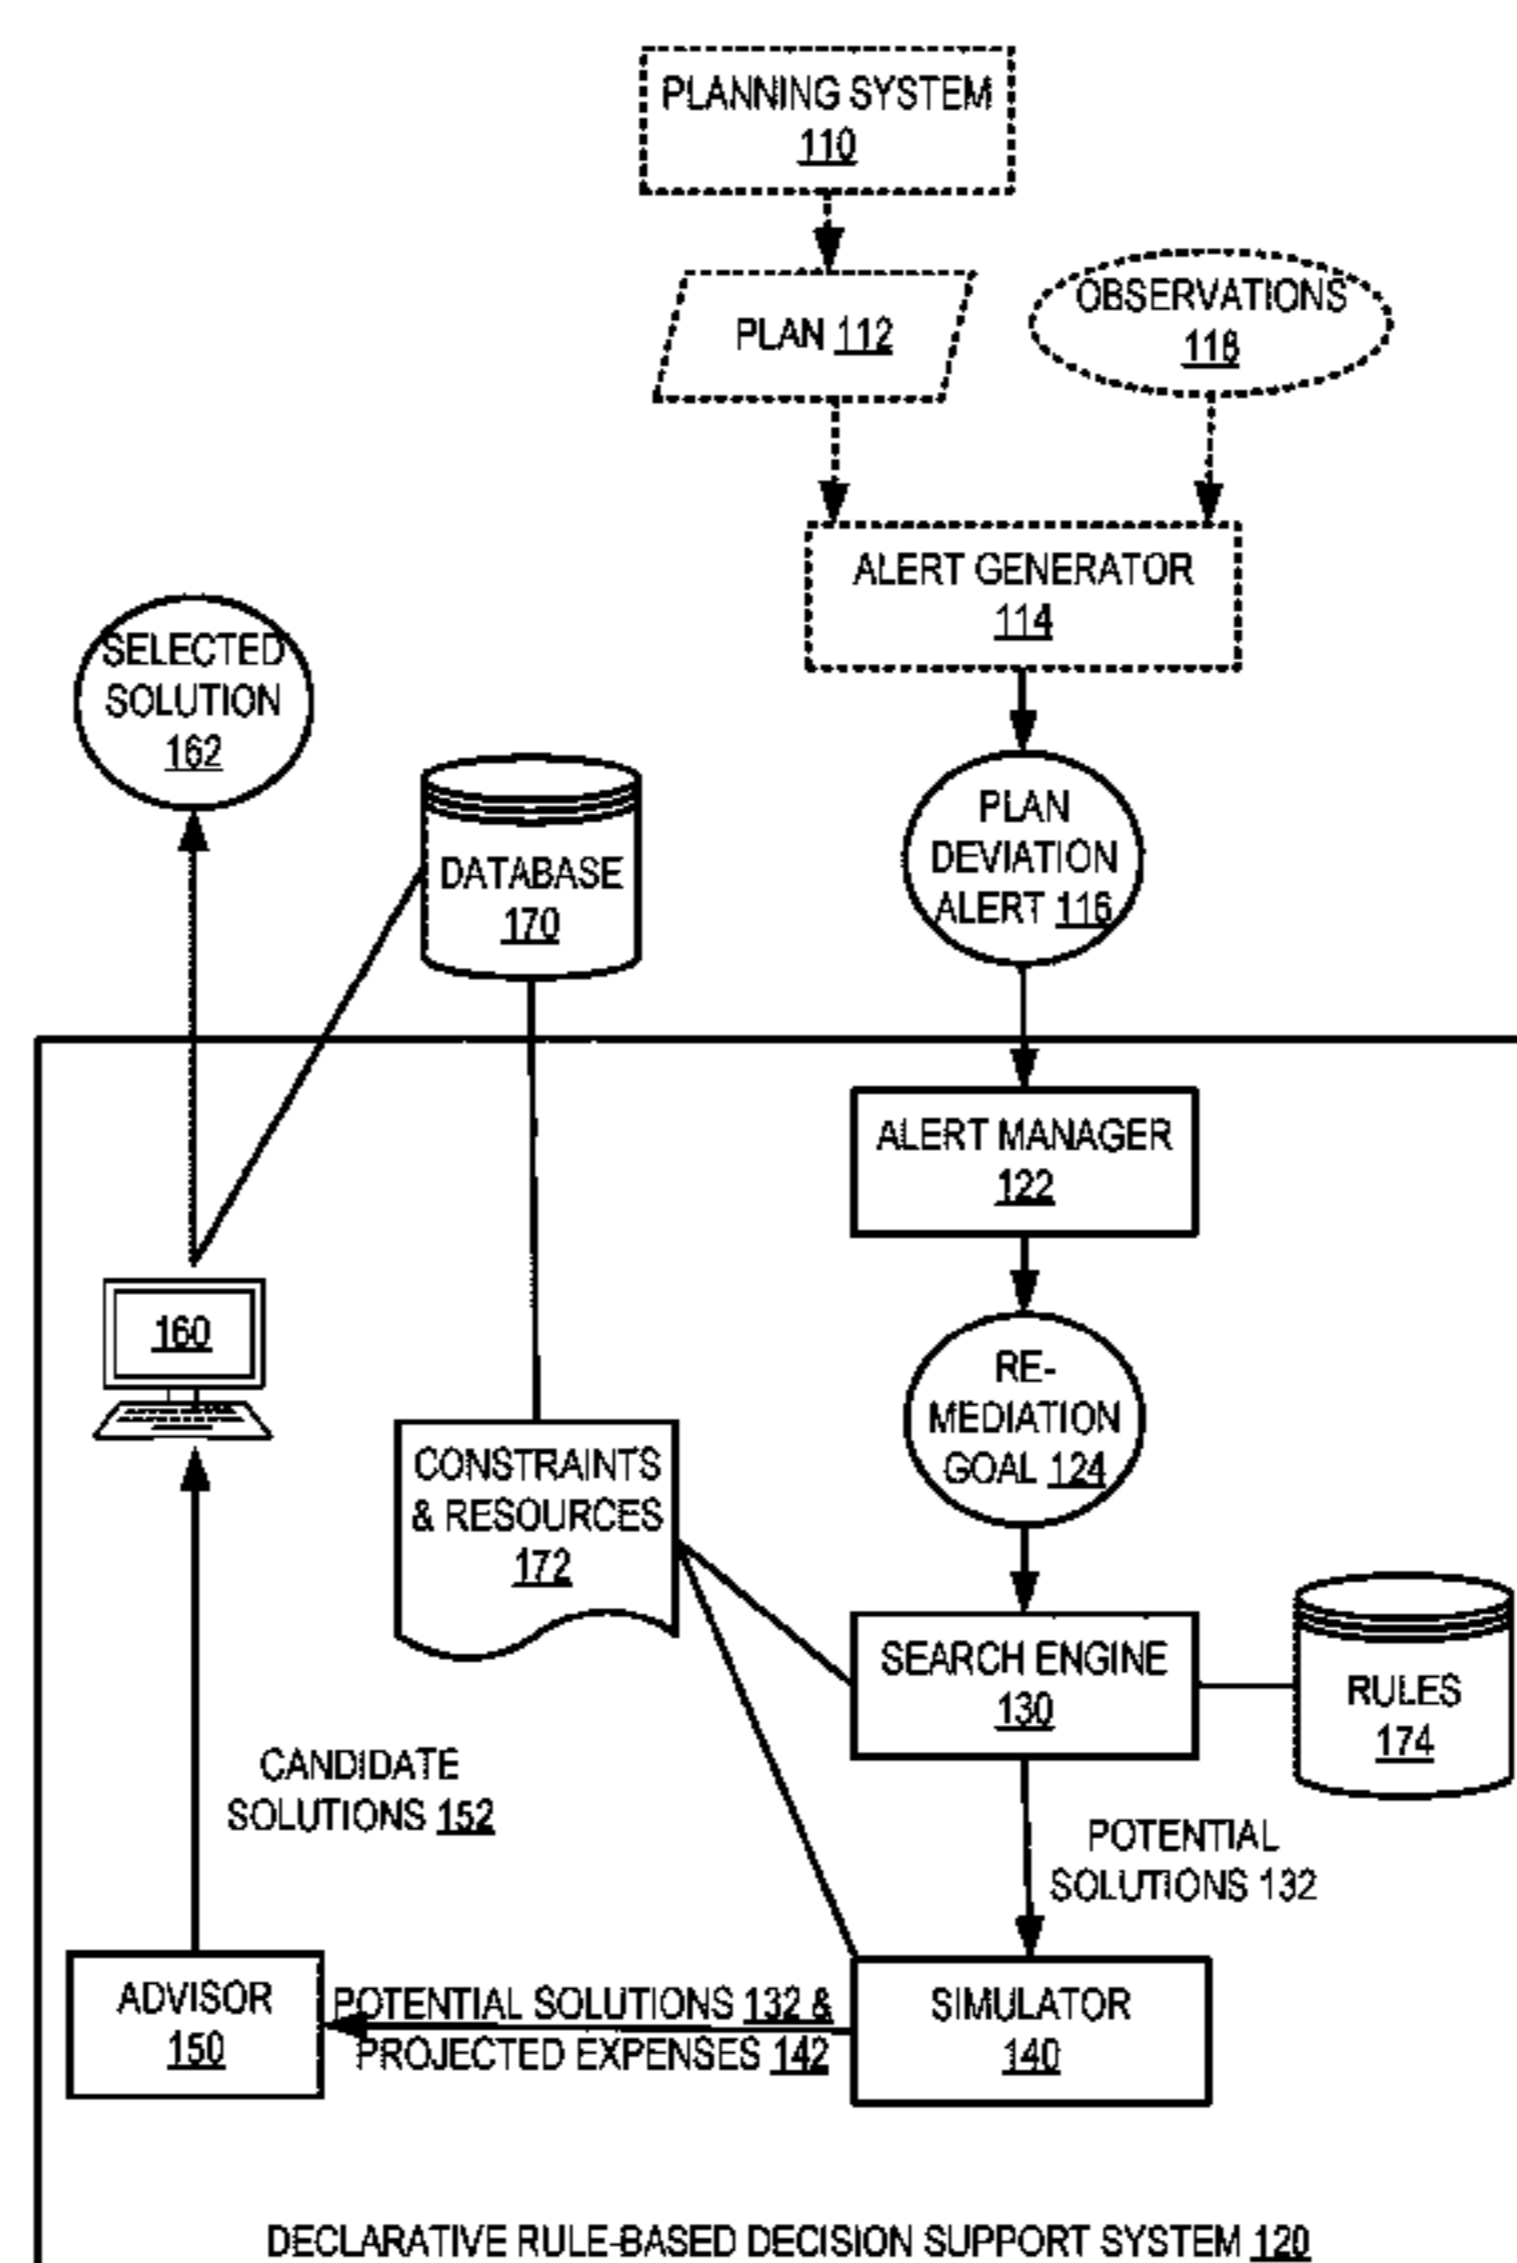 PLANNING SYSTEM
110
PLAN 112
OBSERVATIONS
118
ALERT GENERATOR
114
SELECTED
SOLUTION
162
DATABASE
170
PLAN
DEVIATION
ALERT 116
ALERT MANAGER
122
160
RE-
MEDIATION
GOAL 124
CONSTRAINTS
& RESOURCES
172
SEARCH ENGINE
130
RULES
174
CANDIDATE
SOLUTIONS 152
POTENTIAL
SOLUTIONS 132
ADVISOR
150
POTENTIAL SOLUTIONS 132 &
PROJECTED EXPENSES 142
SIMULATOR
140
DECLARATIVE RULE-BASED DECISION SUPPORT SYSTEM 120